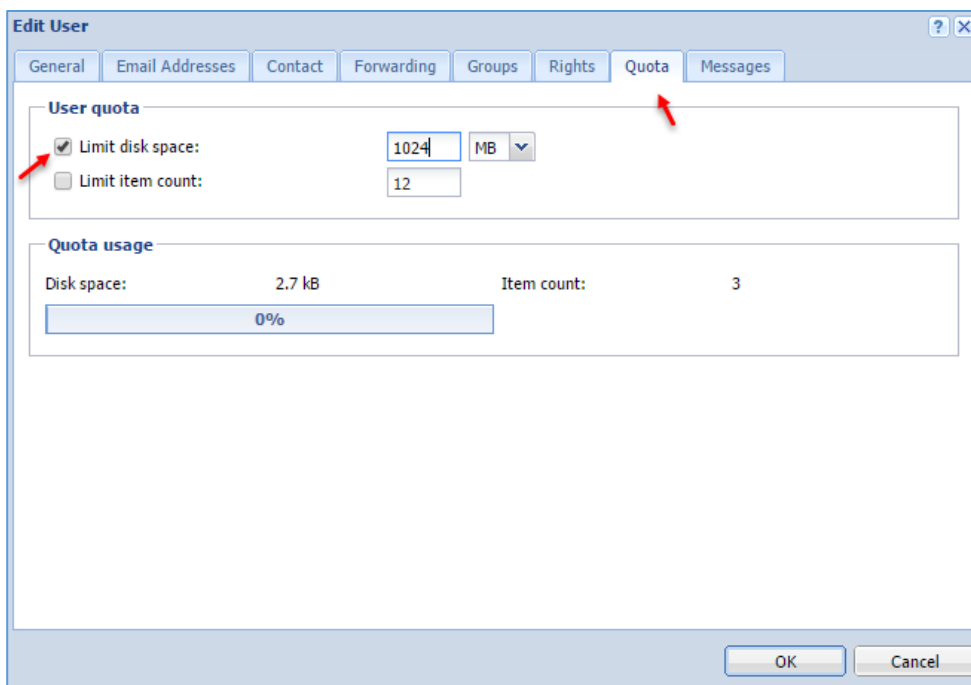 Edit User
General Email Addresses Contact Forwarding Groups Rights Quota Messages
User quota
Limit disk space: 1024 MB
Limit item count: 12
Quota usage
Disk space: 2.7 kB Item count: 3
0%
OK Cancel